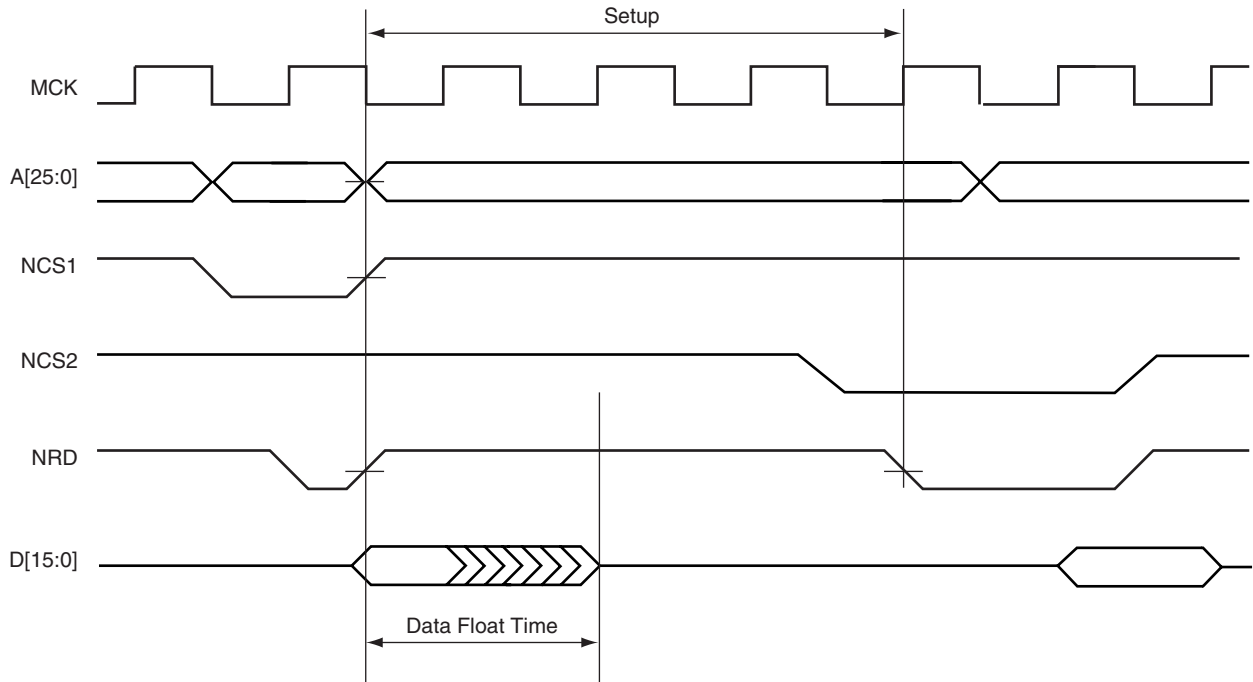 Setup
MCK
A[25:0]
NCS1
NCS2
NRD
D[15:0]
Data Float Time